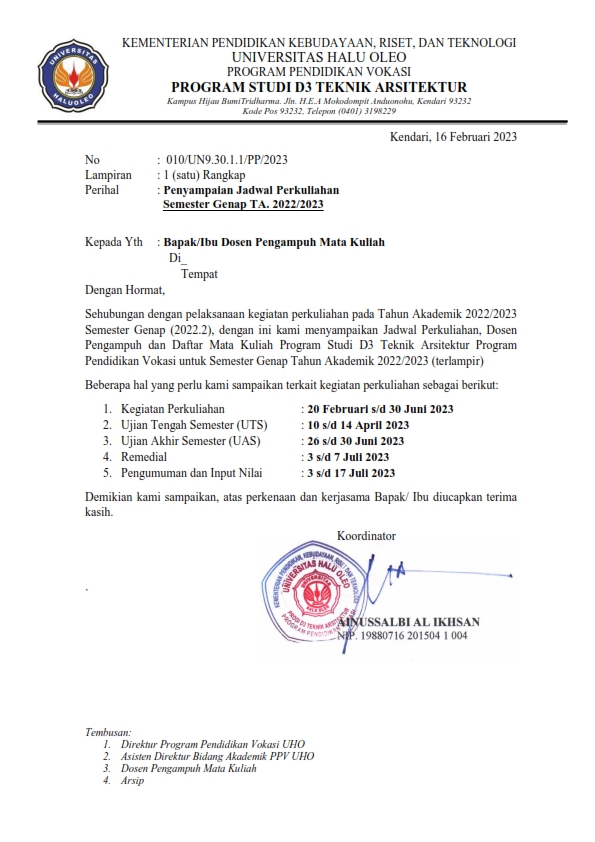 KEMENTERIAN PENDIDIKAN KEBUDAYAAN, RISET, DAN TEKNOLOGI
UNIVERSITAS HALU OLEO
PROGRAM PENDIDIKAN VOKASI
PROGRAM STUDI D3 TEKNIK ARSITEKTUR
Kampus Hijau BumiTridharma. Jln. H.E.A Mokodompit Anduonohu, Kendari 93232
Kode Pos 93232, Telepon (0401) 3198229
UNIVERSITAS
HALUOLEO
Kendari, 16 Februari 2023
No : 010/UN9.30.1.1/PP/2023
Lampiran : 1 (satu) Rangkap
Perihal : Penyampaian Jadwal Perkuliahan
Semester Genap TA. 2022/2023
Kepada Yth : Bapak/Ibu Dosen Pengampuh Mata Kuliah
Di_
Tempat
Dengan Hormat,
Sehubungan dengan pelaksanaan kegiatan perkuliahan pada Tahun Akademik 2022/2023
Semester Genap (2022.2), dengan ini kami menyampaikan Jadwal Perkuliahan, Dosen
Pengampuh dan Daftar Mata Kuliah Program Studi D3 Teknik Arsitektur Program
Pendidikan Vokasi untuk Semester Genap Tahun Akademik 2022/2023 (terlampir)
Beberapa hal yang perlu kami sampaikan terkait kegiatan perkuliahan sebagai berikut:
1. Kegiatan Perkuliahan : 20 Februari s/d 30 Juni 2023
2. Ujian Tengah Semester (UTS) : 10 s/d 14 April 2023
3. Ujian Akhir Semester (UAS) : 26 s/d 30 Juni 2023
4. Remedial : 3 s/d 7 Juli 2023
5. Pengumuman dan Input Nilai : 3 s/d 17 Juli 2023
Demikian kami sampaikan, atas perkenaan dan kerjasama Bapak/ Ibu diucapkan terima
kasih.
Koordinator
KEMENTERIAN PENDIDIKAN, KEBUDAYAAN, RISET DAN TEKNOLOGI
UNIVERSITAS HALU OLEO
UNIVERSITAS
HALU OLEO
PRODI D3 TEKNIK ARSITEKTUR
PROGRAM PENDIDIKAN VOKASI
AINUSSALBI AL IKHSAN
NIP. 19880716 201504 1 004
Tembusan:
1. Direktur Program Pendidikan Vokasi UHO
2. Asisten Direktur Bidang Akademik PPV UHO
3. Dosen Pengampuh Mata Kuliah
4. Arsip